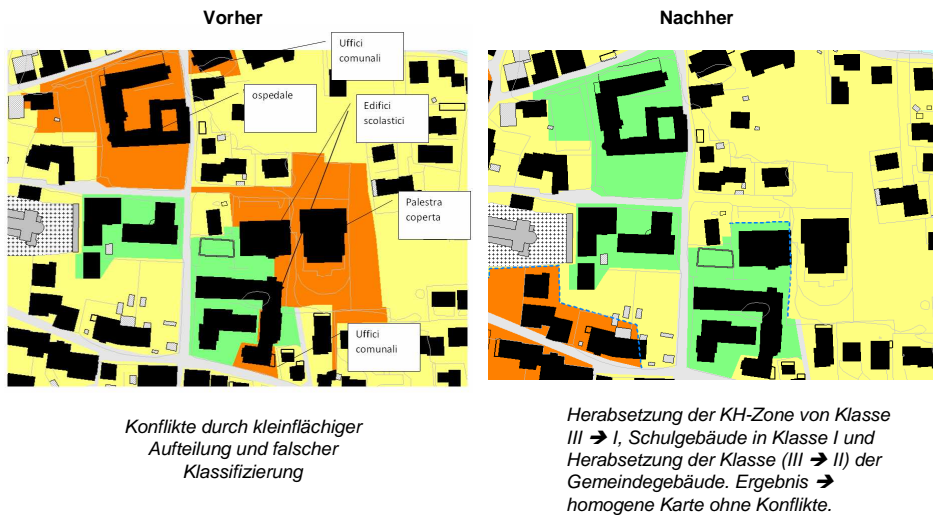 Vorher
Nachher
Uffici
comunali
ospedale
Edifici
scolastici
Palestra
coperta
Uffici
comunali
Konflikte durch kleinflächiger
Aufteilung und falscher
Klassifizierung
Herabsetzung der KH-Zone von Klasse
III ➔ I, Schulgebäude in Klasse I und
Herabsetzung der Klasse (III ➔ II) der
Gemeindegebäude. Ergebnis ➔
homogene Karte ohne Konflikte.